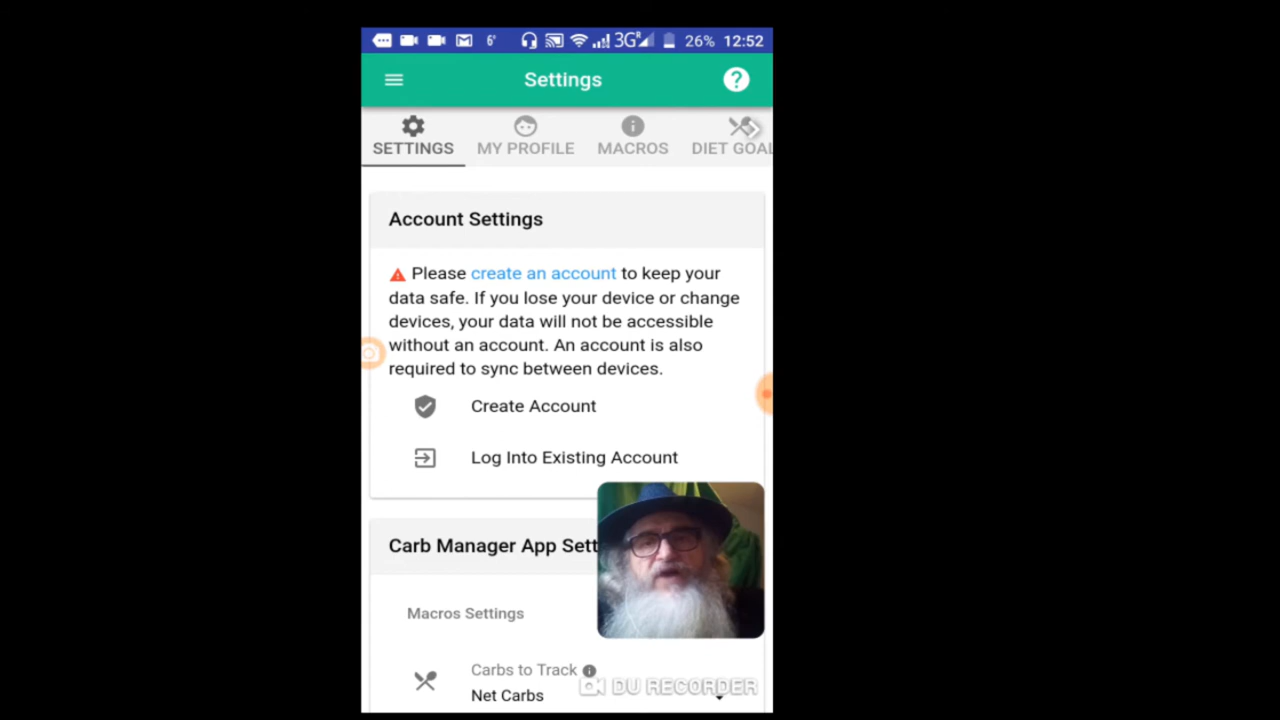 6° 3G R 26% 12:52
Settings
SETTINGS MY PROFILE MACROS DIET GOAL
Account Settings
Please create an account to keep your
data safe. If you lose your device or change
devices, your data will not be accessible
without an account. An account is also
required to sync between devices.
Create Account
Log Into Existing Account
Carb Manager App Sett
Macros Settings
Carbs to Track
Net Carbs
DU RECORDER